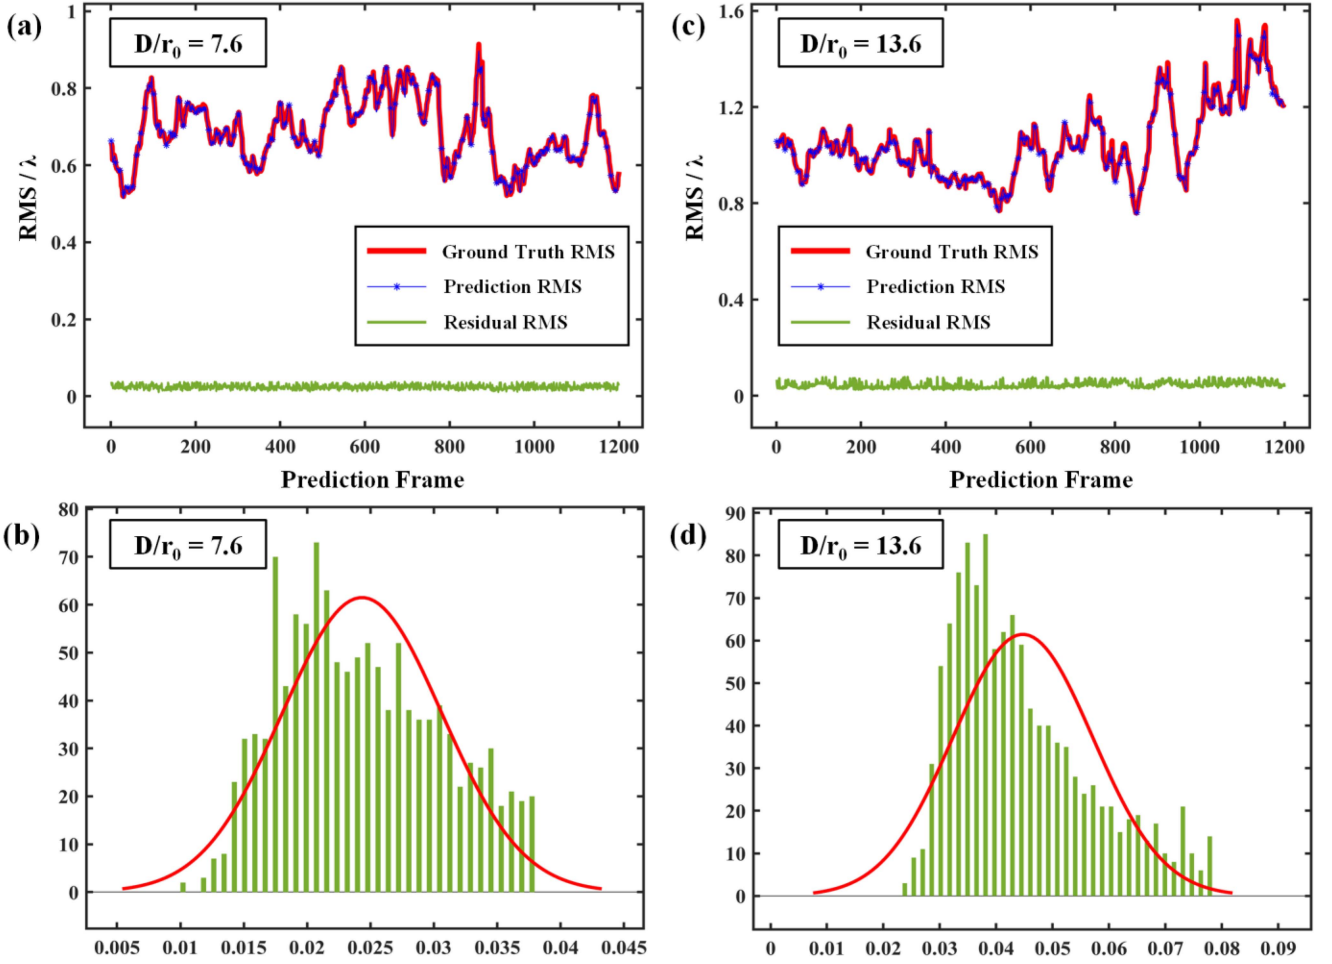 (a)
D/r0 = 7.6
1
0.8
0.6
0.4
0.2
0
RMS / λ
Ground Truth RMS
Prediction RMS
Residual RMS
0 200 400 600 800 1000 1200
Prediction Frame
(c)
D/r0 = 13.6
1.6
1.2
0.8
0.4
0
RMS / λ
Ground Truth RMS
Prediction RMS
Residual RMS
0 200 400 600 800 1000 1200
Prediction Frame
(b)
D/r0 = 7.6
80
70
60
50
40
30
20
10
0
0.005 0.01 0.015 0.02 0.025 0.03 0.035 0.04 0.045
(d)
D/r0 = 13.6
90
80
70
60
50
40
30
20
10
0
0 0.01 0.02 0.03 0.04 0.05 0.06 0.07 0.08 0.09